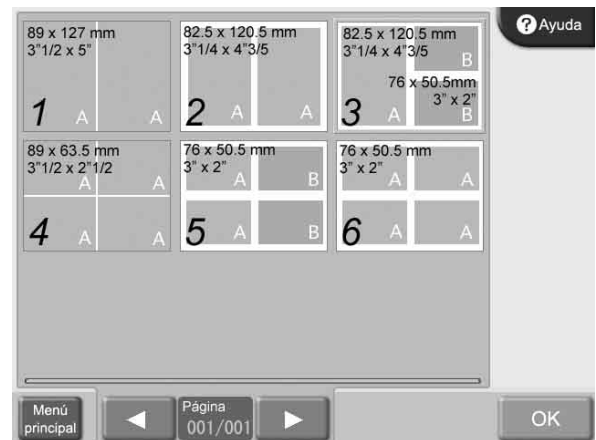 89 x 127 mm
3"1/2 x 5"
1 A A
82.5 x 120.5 mm
3"1/4 x 4"3/5
2 A A
82.5 x 120.5 mm
3"1/4 x 4"3/5
B
76 x 50.5mm
3" x 2"
3 A B
89 x 63.5 mm
3"1/2 x 2"1/2
A A
4 A A
76 x 50.5 mm
3" x 2"
A B
5 A B
76 x 50.5 mm
3" x 2"
A A
6 A A
? Ayuda
Menú
principal
Página
001/001
OK